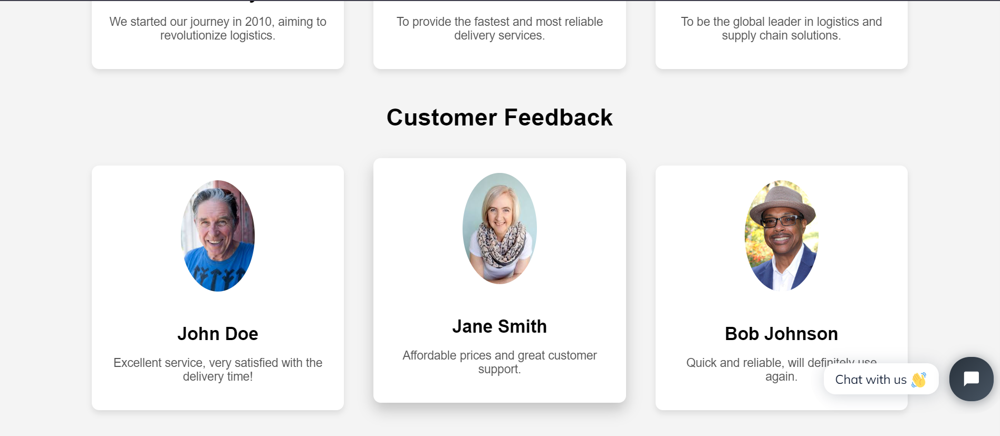 We started our journey in 2010, aiming to
revolutionize logistics.
To provide the fastest and most reliable
delivery services.
To be the global leader in logistics and
supply chain solutions.
Customer Feedback
John Doe
Excellent service, very satisfied with the
delivery time!
Jane Smith
Affordable prices and great customer
support.
Bob Johnson
Quick and reliable, will definitely use
again.
Chat with us 👋